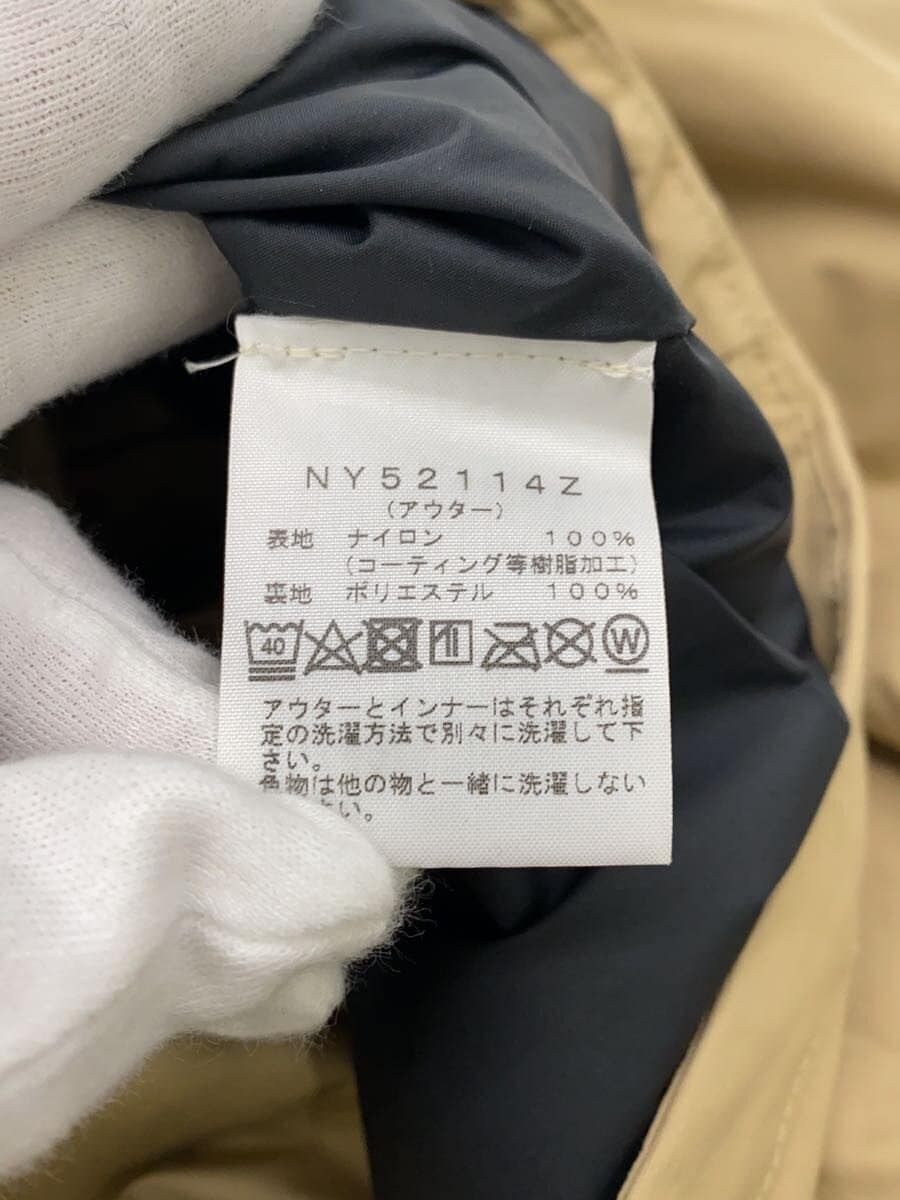 NY52114Z
(アウター)
表地 ナイロン 100%
(コーティング等樹脂加工)
裏地 ポリエステル 100%
40 W
アウターとインナーはそれぞれ指
定の洗濯方法で別々に洗濯して下
さい。
色物は他の物と一緒に洗濯しない
い。